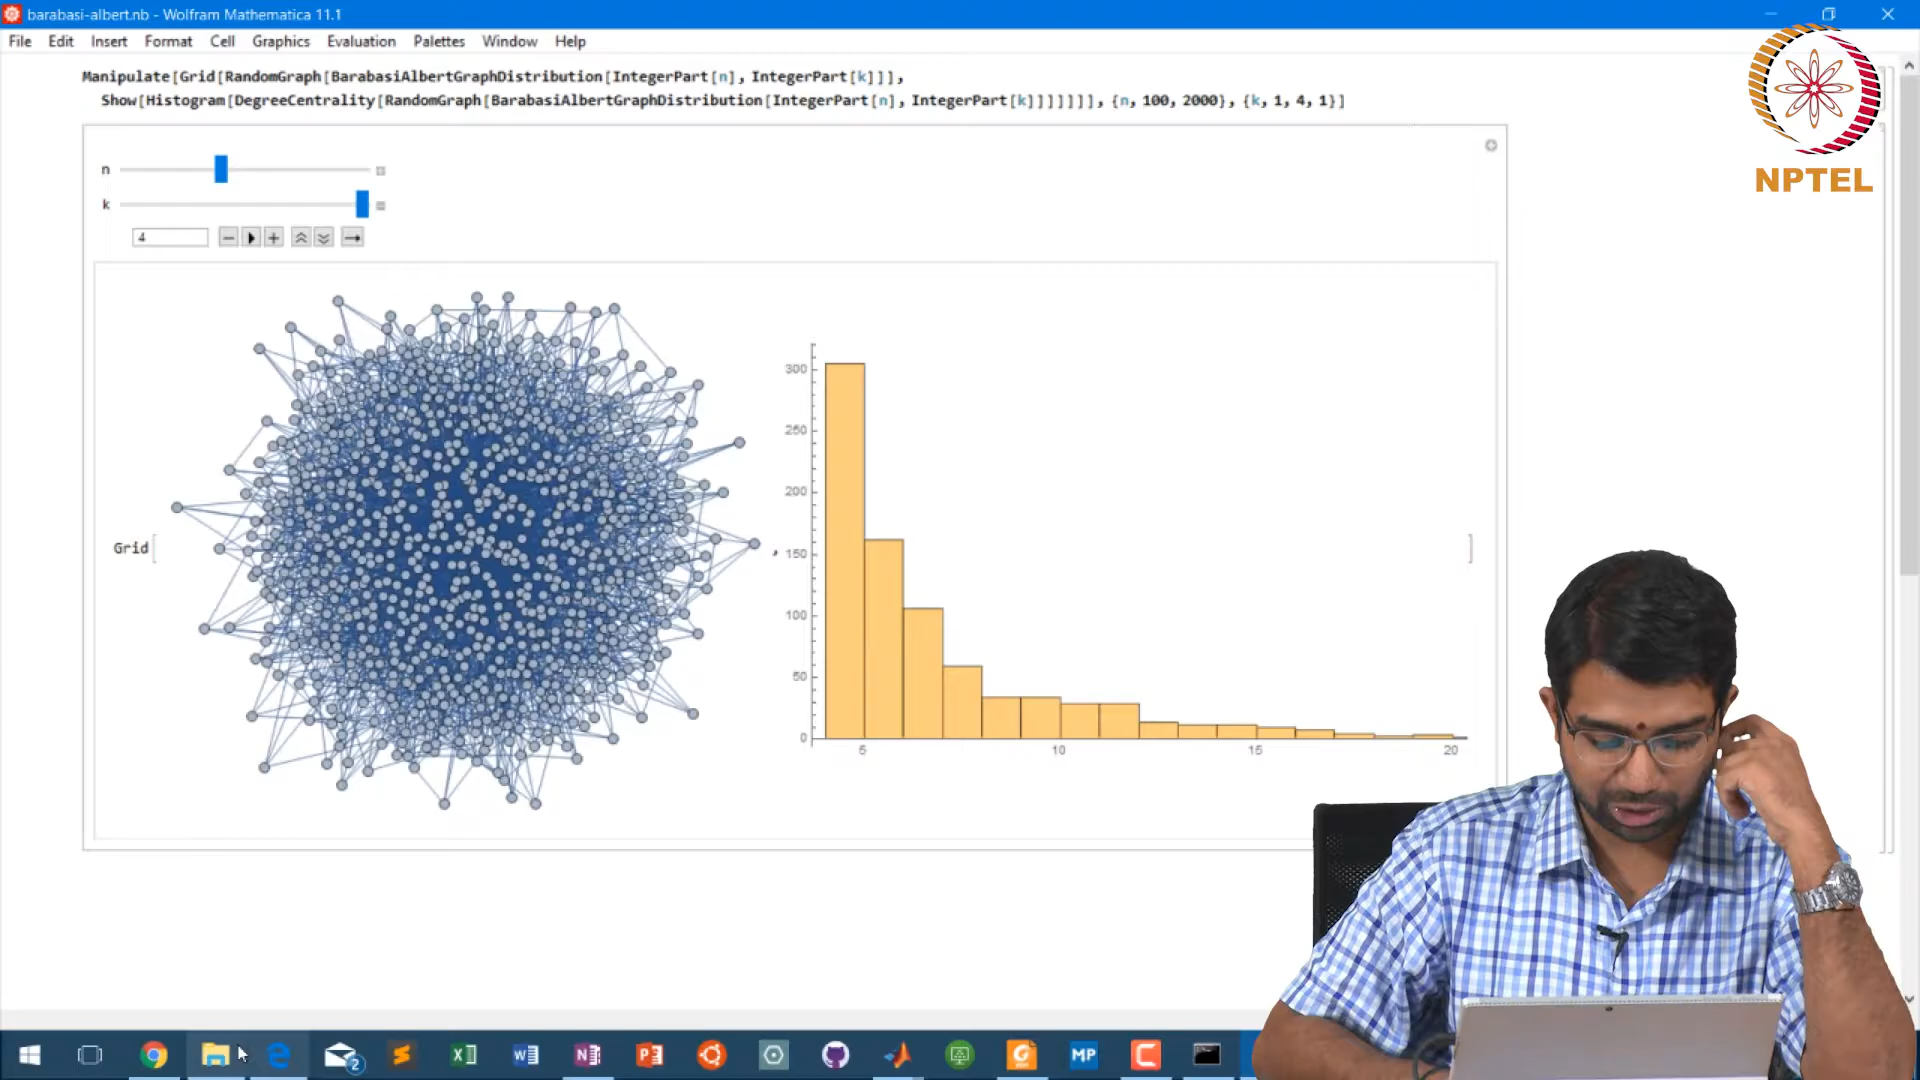 barabasi-albert.nb - Wolfram Mathematica 11.1
File Edit Insert Format Cell Graphics Evaluation Palettes Window Help
Manipulate[Grid[RandomGraph[BarabasiAlbertGraphDistribution[IntegerPart[n], IntegerPart[k]]],
Show[Histogram[DegreeCentrality[RandomGraph[BarabasiAlbertGraphDistribution[IntegerPart[n], IntegerPart[k]]]]]]], {n, 100, 2000}, {k, 1, 4, 1}]
NPTEL
n
k
4
Grid[ , ]
300
250
200
150
100
50
0
5 10 15 20
2
MP